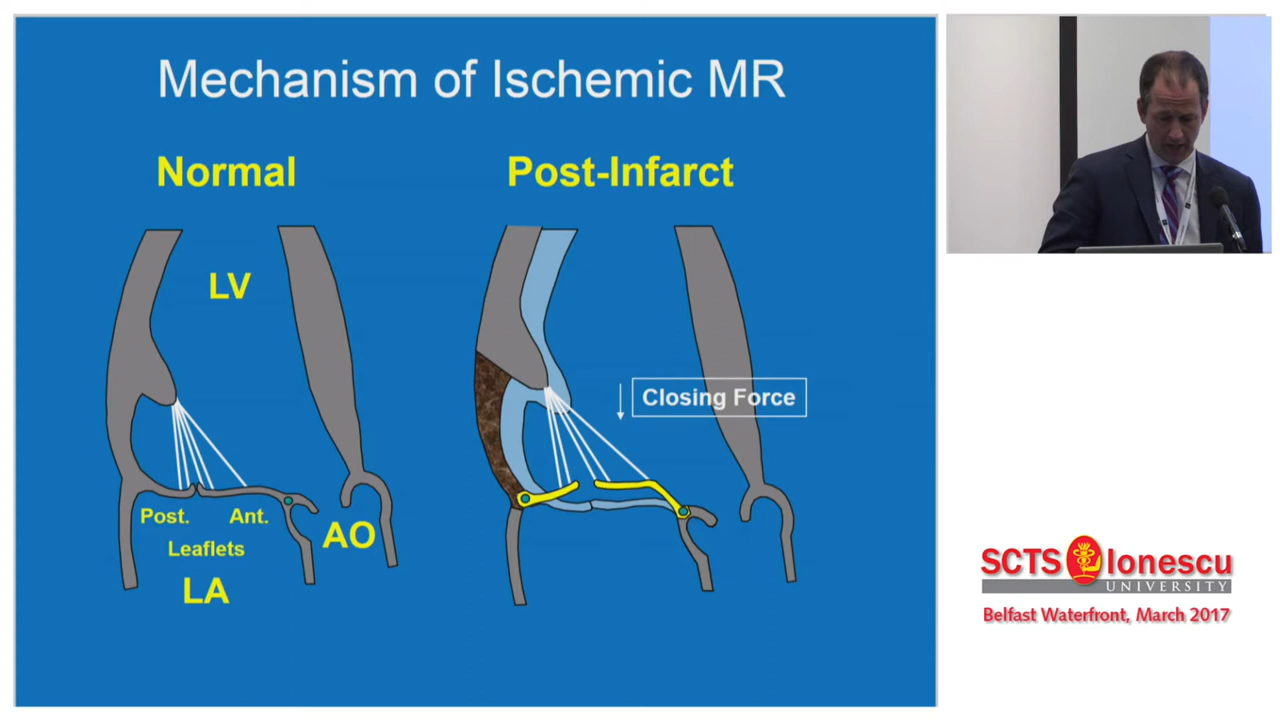 Mechanism of Ischemic MR
Normal
Post-Infarct
LV
Closing Force
Post.
Ant.
Leaflets
AO
LA
SCTS Ionescu
UNIVERSITY
Belfast Waterfront, March 2017